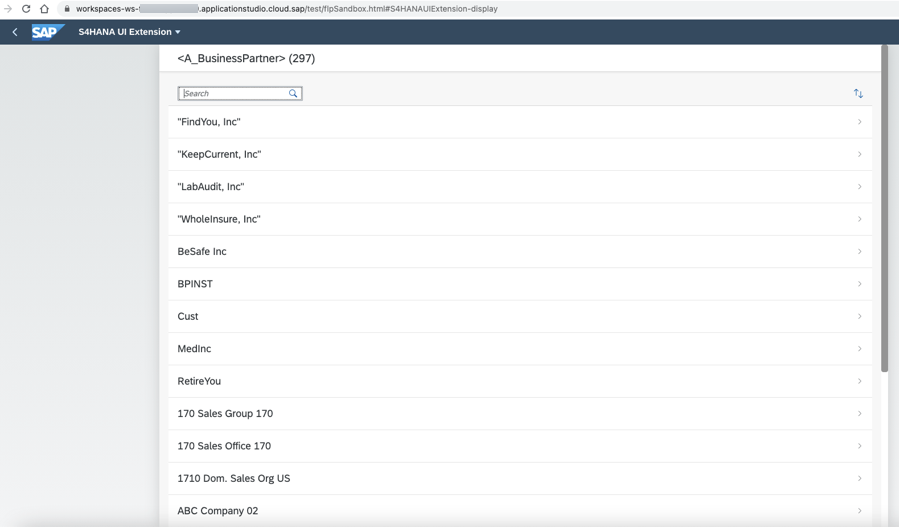 workspaces-ws- .applicationstudio.cloud.sap/test/flpSandbox.html#S4HANAUIExtension-display
SAP S4HANA UI Extension
<A_BusinessPartner> (297)
Search
"FindYou, Inc"
"KeepCurrent, Inc"
"LabAudit, Inc"
"WholeInsure, Inc"
BeSafe Inc
BPINST
Cust
MedInc
RetireYou
170 Sales Group 170
170 Sales Office 170
1710 Dom. Sales Org US
ABC Company 02